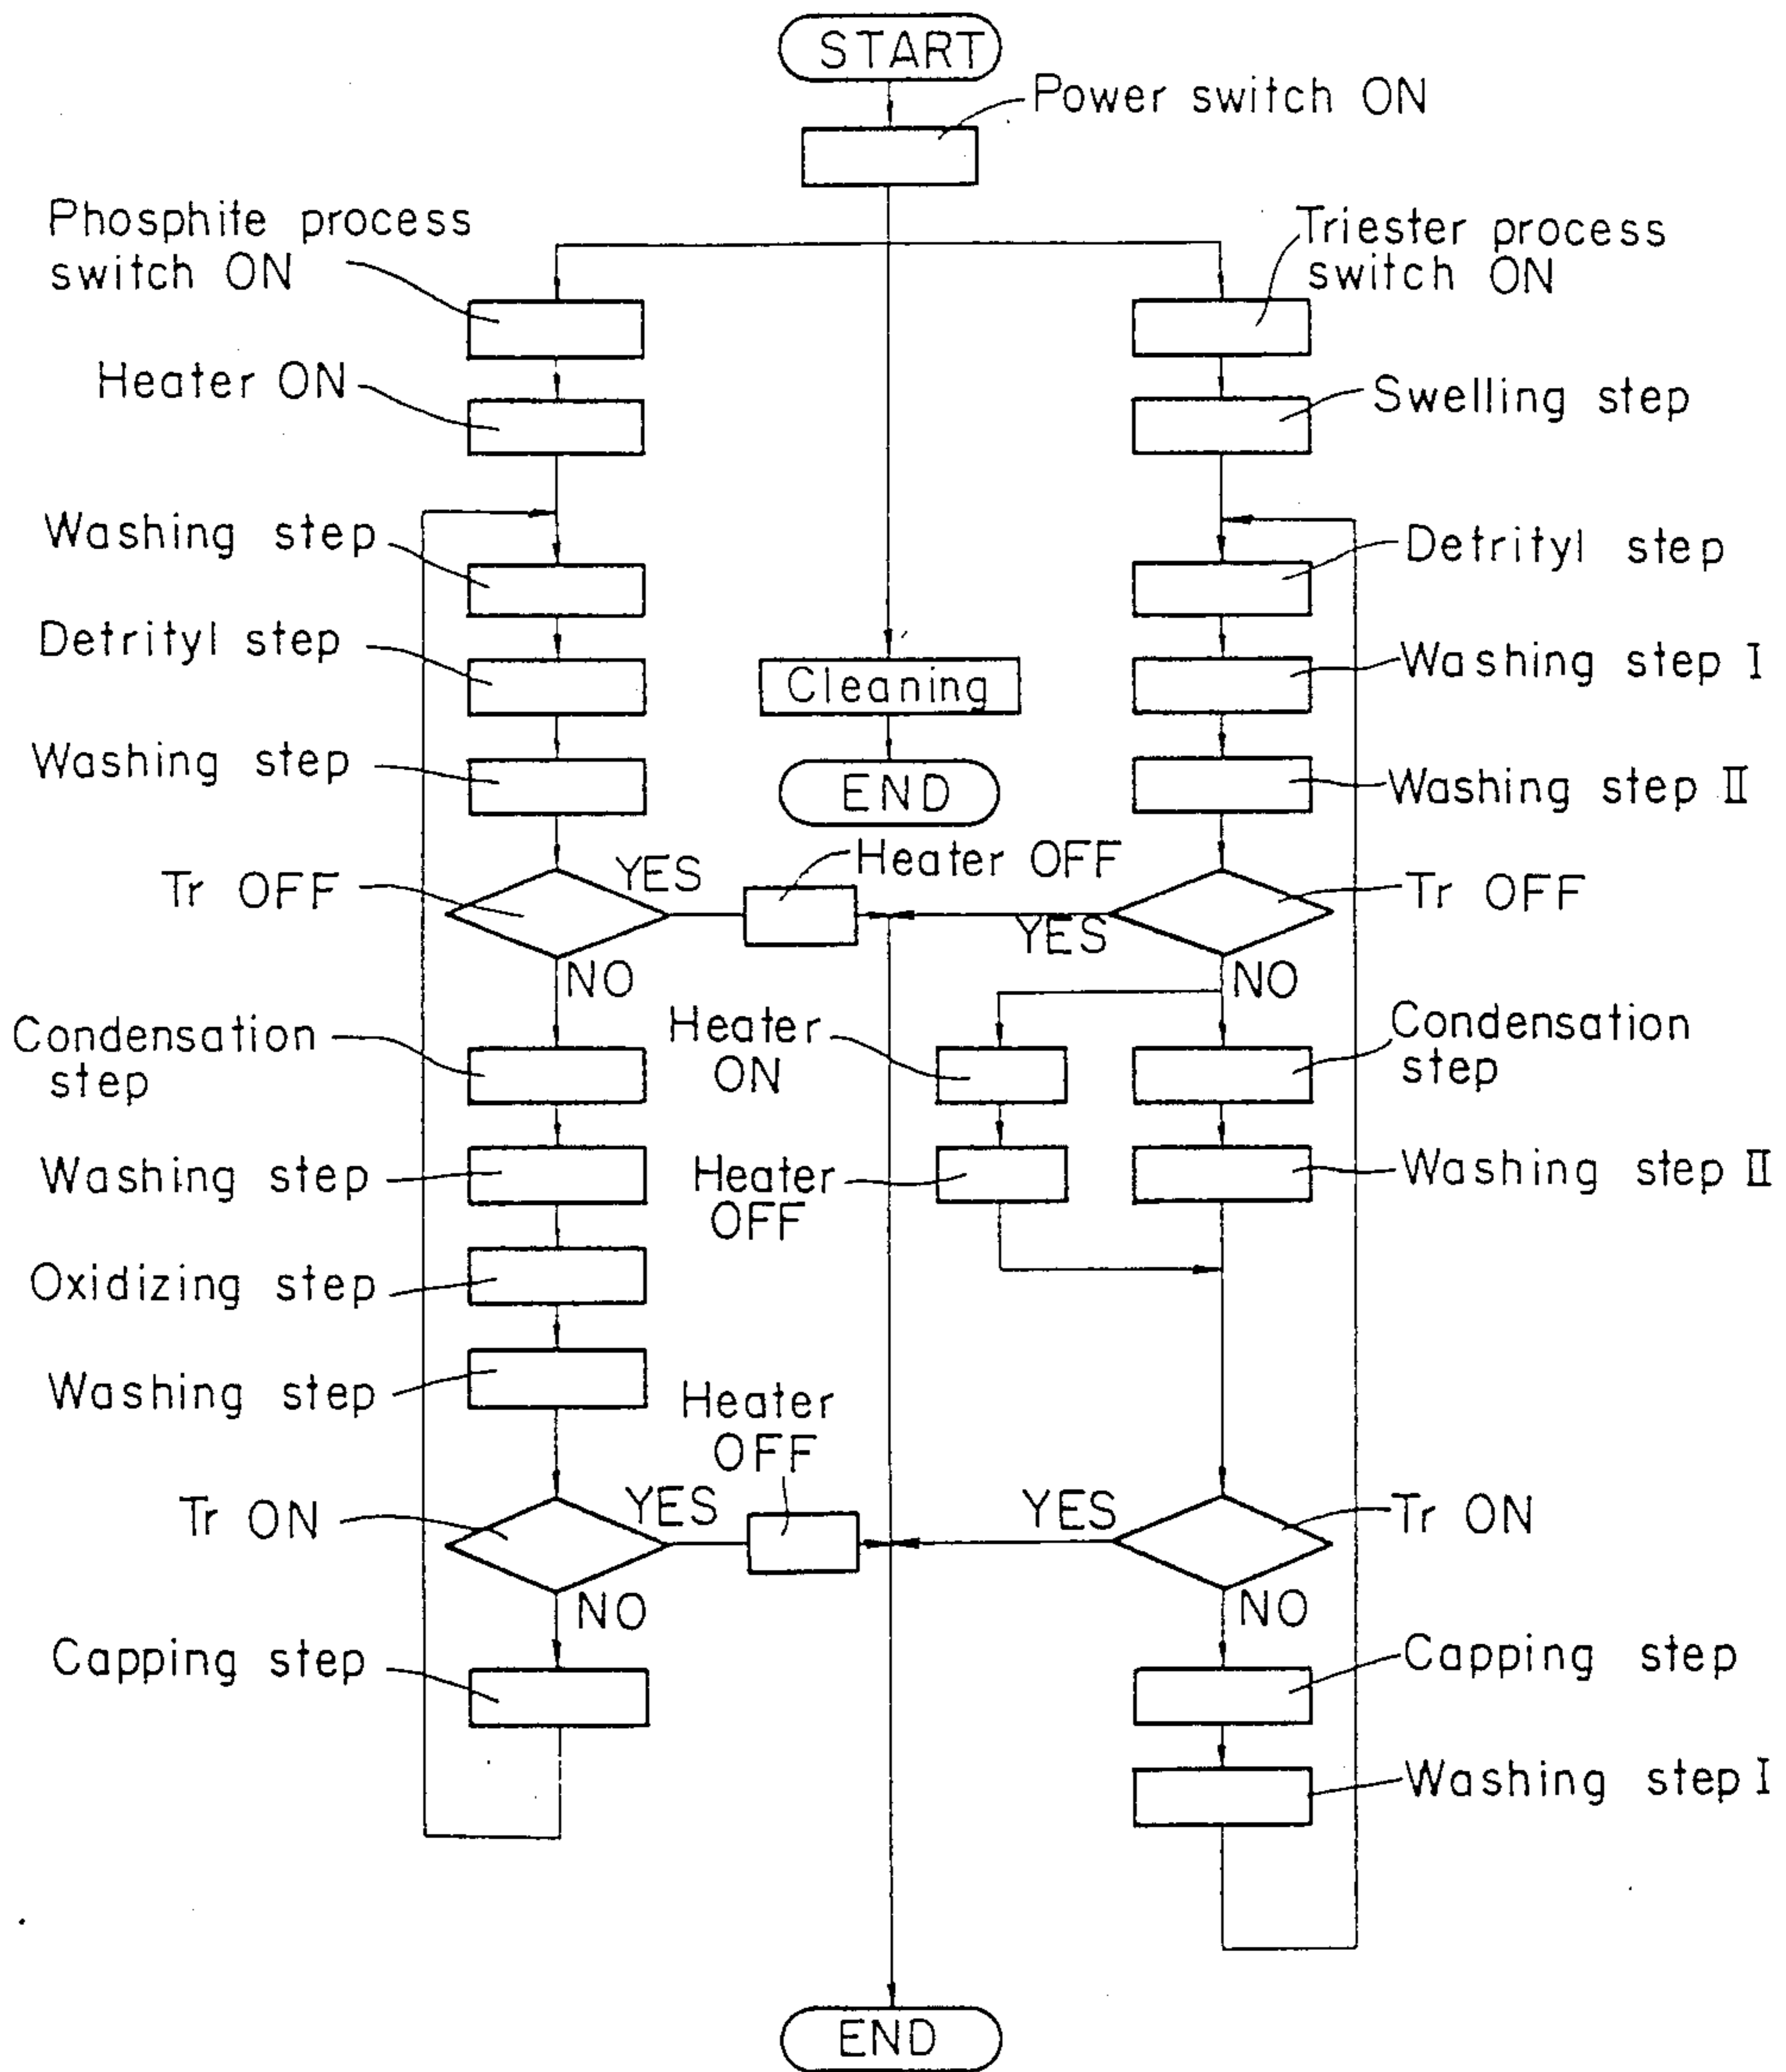 START
Power switch ON
Phosphite process
switch ON
Triester process
switch ON
Heater ON
Swelling step
Washing step
Detrityl step
Detrityl step
Washing step I
Cleaning
Washing step
Washing step II
END
Heater OFF
Tr OFF
YES
YES
Tr OFF
NO
NO
Condensation
step
Heater
ON
Condensation
step
Washing step
Heater
OFF
Washing step II
Oxidizing step
Washing step
Heater
OFF
Tr ON
YES
YES
Tr ON
NO
NO
Capping step
Capping step
Washing step I
END